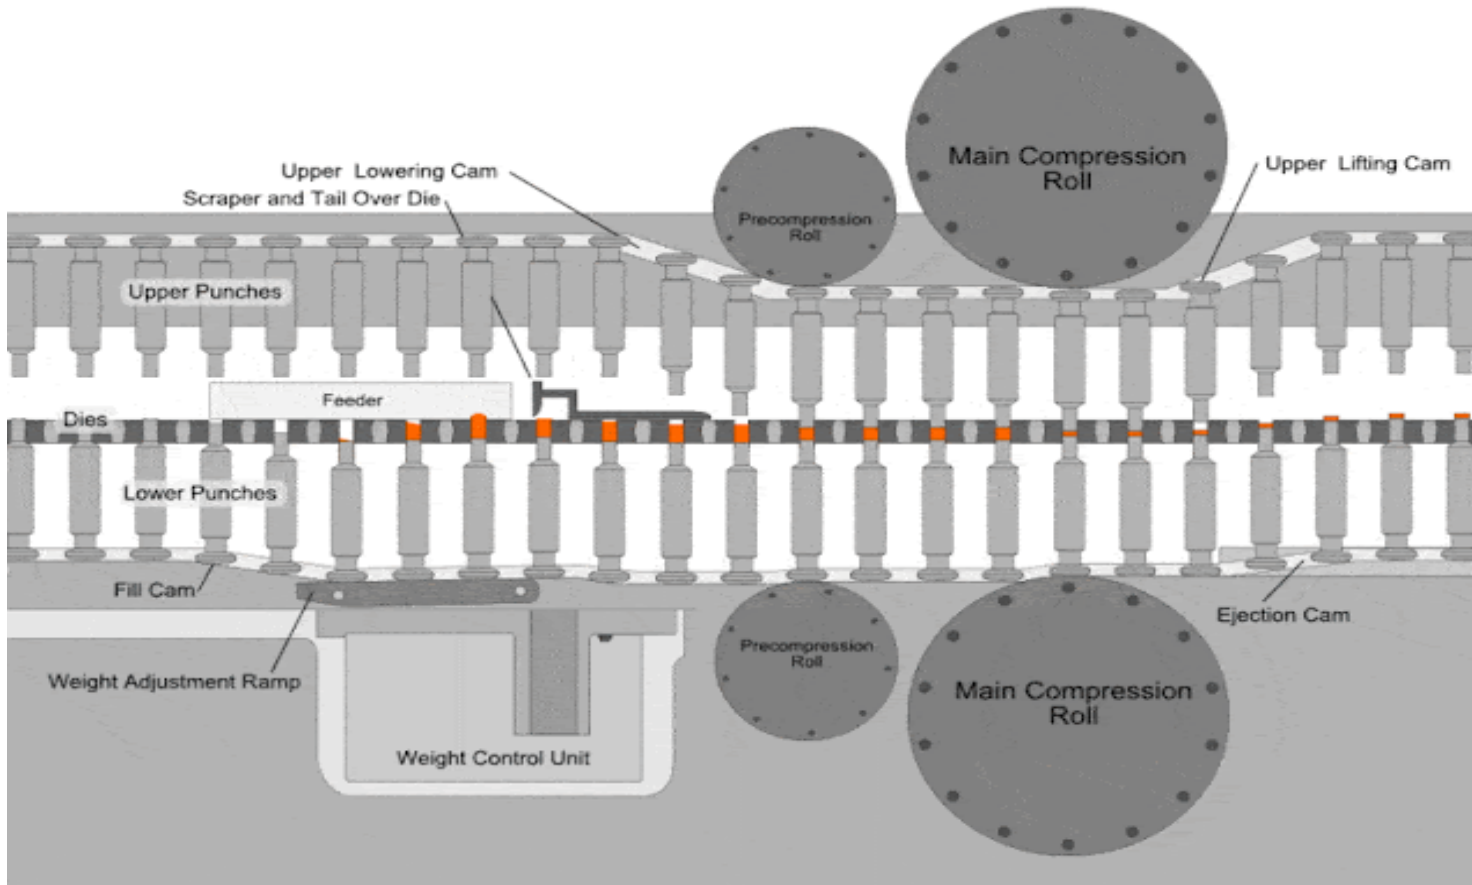 Main Compression
Roll
Upper Lowering Cam
Scraper and Tail Over Die
Upper Lifting Cam
Precompression
Roll
Upper Punches
Feeder
Dies
Lower Punches
Fill Cam
Ejection Cam
Precompression
Roll
Weight Adjustment Ramp
Main Compression
Roll
Weight Control Unit